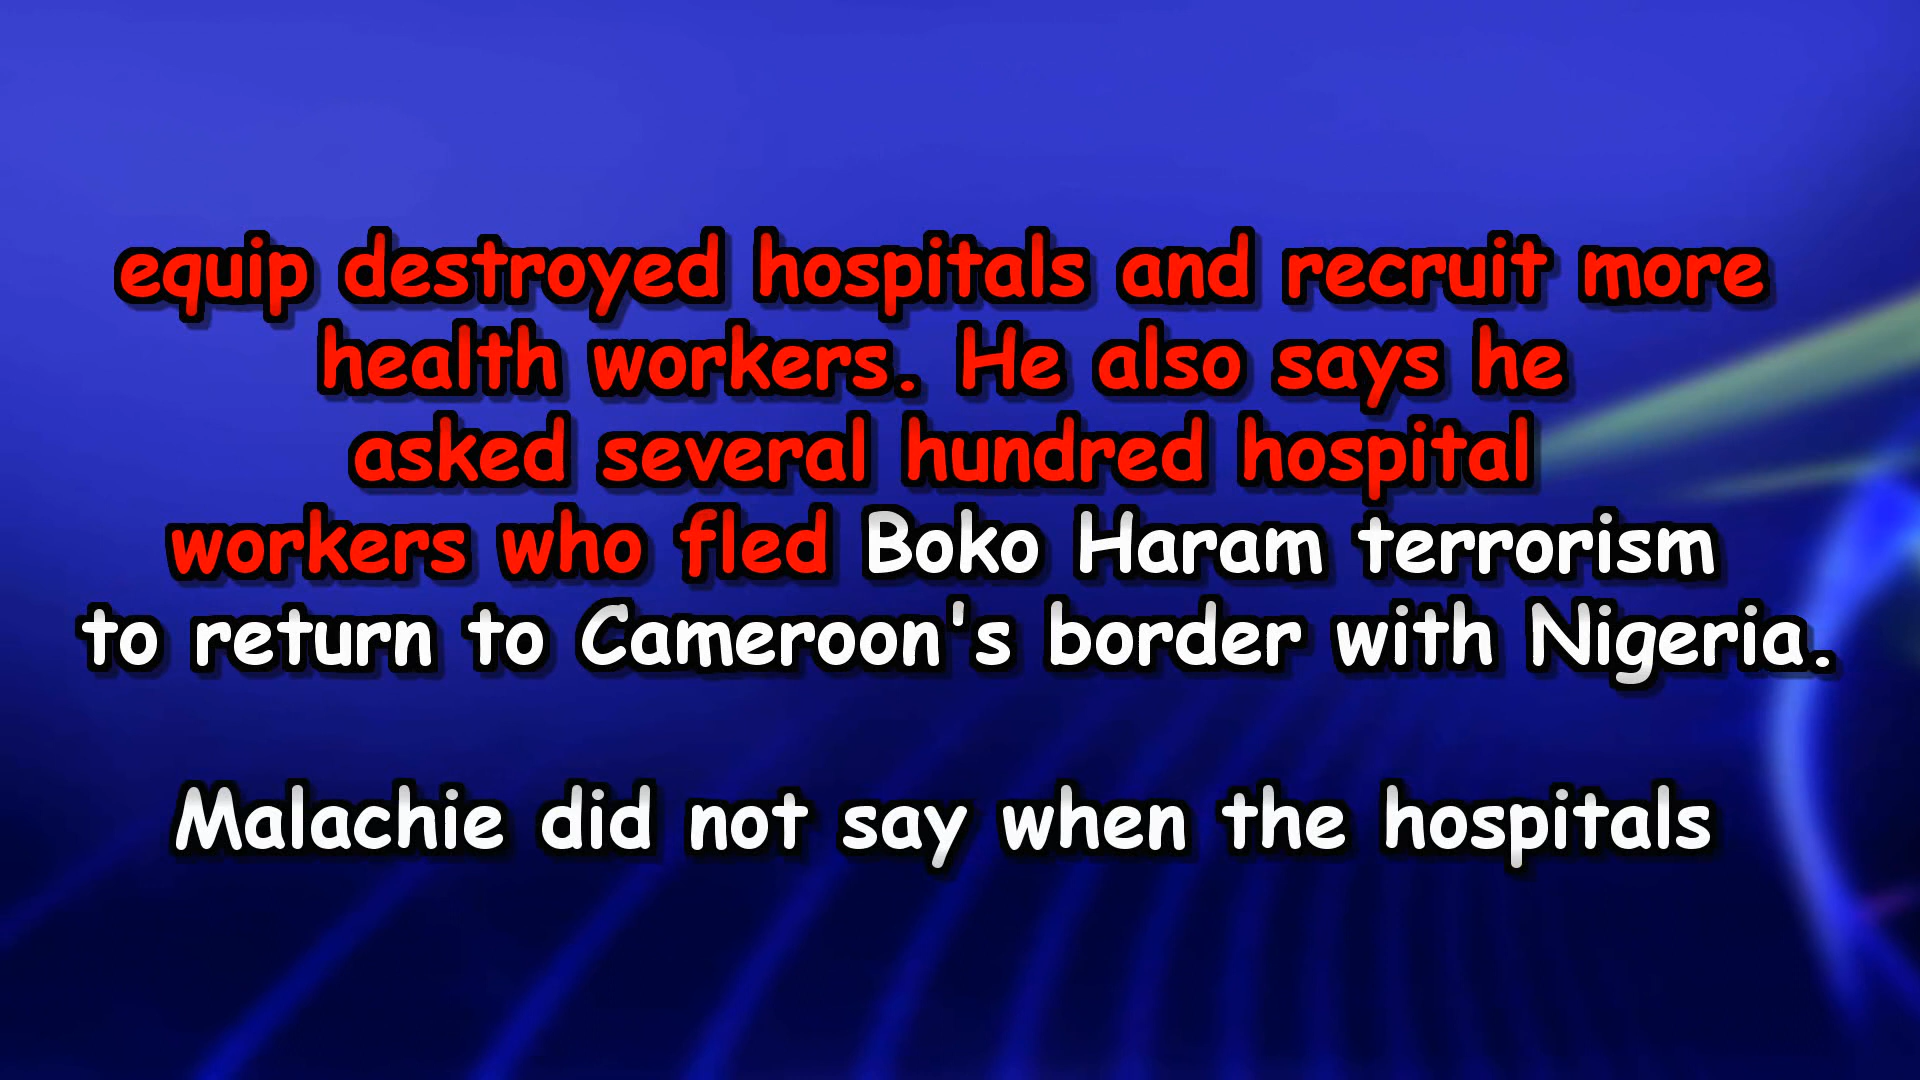 equip destroyed hospitals and recruit more
health workers. He also says he
asked several hundred hospital
workers who fled Boko Haram terrorism
to return to Cameroon's border with Nigeria.
Malachie did not say when the hospitals